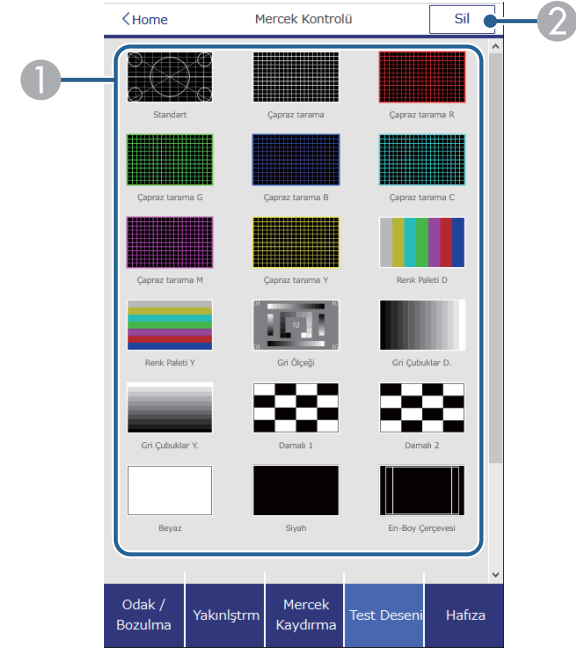 Home
Mercek Kontrolü
Sil
2
1
Standart
Çapraz tarama
Çapraz tarama R
Çapraz tarama G
Çapraz tarama B
Çapraz tarama C
Çapraz tarama M
Çapraz tarama Y
Renk Paleti D
Renk Paleti Y
Gri Ölçeği
Gri Çubuklar D.
Gri Çubuklar Y.
Damalı 1
Damalı 2
Beyaz
Siyah
En-Boy Çerçevesi
Odak /
Bozulma
Yakınlştrm
Mercek
Kaydırma
Test Deseni
Hafıza